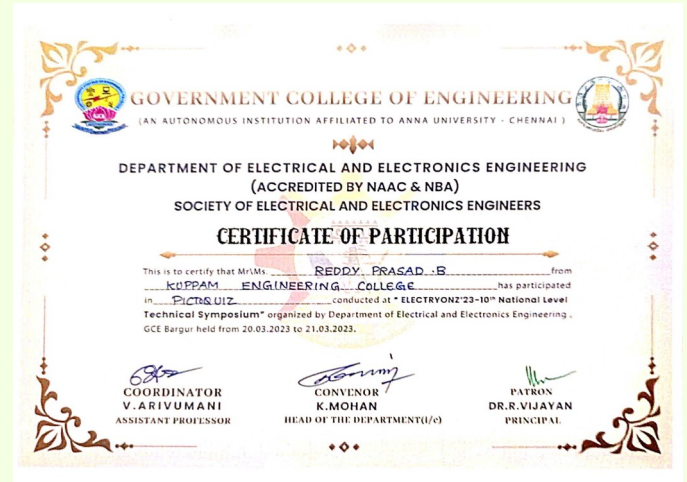 GOVERNMENT COLLEGE OF ENGINEERING
(AN AUTONOMOUS INSTITUTION AFFILIATED TO ANNA UNIVERSITY - CHENNAI)
DEPARTMENT OF ELECTRICAL AND ELECTRONICS ENGINEERING
(ACCREDITED BY NAAC & NBA)
SOCIETY OF ELECTRICAL AND ELECTRONICS ENGINEERS
CERTIFICATE OF PARTICIPATION
This is to certify that Mr\Ms. REDDY PRASAD .B from
KUPPAM ENGINEERING COLLEGE has participated
in PICTOQUIZ conducted at " ELECTRYONZ'23-10th National Level
Technical Symposium" organized by Department of Electrical and Electronics Engineering ,
GCE Bargur held from 20.03.2023 to 21.03.2023.
COORDINATOR
V.ARIVUMANI
ASSISTANT PROFESSOR
CONVENOR
K.MOHAN
HEAD OF THE DEPARTMENT(i/c)
PATRON
DR.R.VIJAYAN
PRINCIPAL